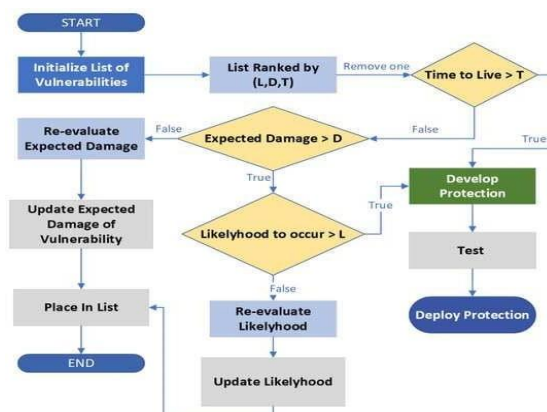 START
Initialize List of
Vulnerabilities
List Ranked by
(L,D,T)
Remove one
Time to Live > T
False
True
Expected Damage > D
False
Re-evaluate
Expected Damage
True
Develop
Protection
Update Expected
Damage of
Vulnerability
Likelyhood to occur > L
True
Test
False
Place In List
Re-evaluate
Likelyhood
Deploy Protection
END
Update Likelyhood